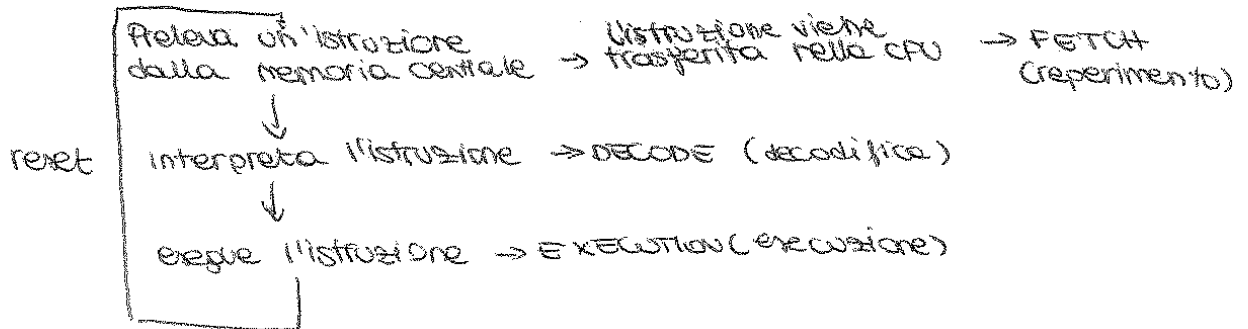 Preleva un'istruzione
dalla memoria centrale → l'istruzione viene
trasferita nella CPU → FETCH
(reperimento)
reset
interpreta l'istruzione → DECODE (decodifica)
esegue l'istruzione → EXECUTION (esecuzione)